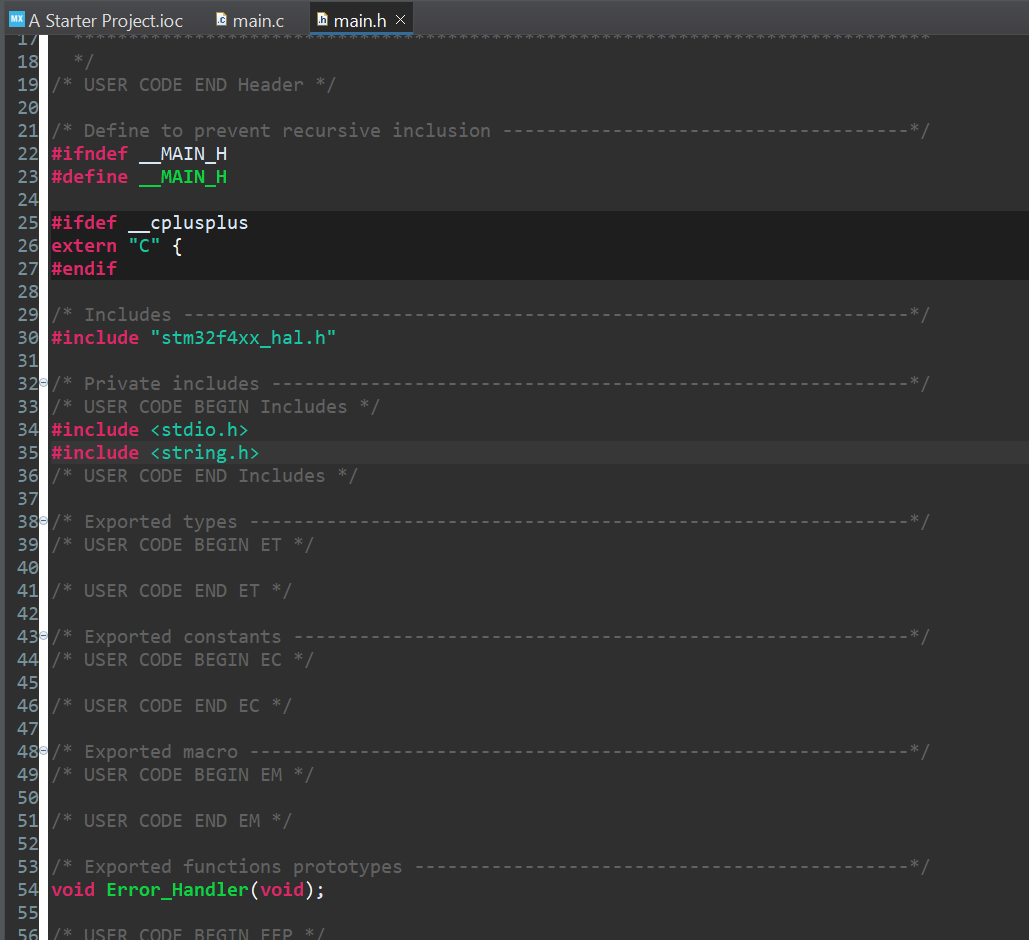 MX A Starter Project.ioc .c main.c .h main.h ×
17 ******************************************************************************
18 */
19 /* USER CODE END Header */
20
21 /* Define to prevent recursive inclusion -------------------------------------*/
22 #ifndef __MAIN_H
23 #define __MAIN_H
24
25 #ifdef __cplusplus
26 extern "C" {
27 #endif
28
29 /* Includes ------------------------------------------------------------------*/
30 #include "stm32f4xx_hal.h"
31
32 /* Private includes ----------------------------------------------------------*/
33 /* USER CODE BEGIN Includes */
34 #include <stdio.h>
35 #include <string.h>
36 /* USER CODE END Includes */
37
38 /* Exported types ------------------------------------------------------------*/
39 /* USER CODE BEGIN ET */
40
41 /* USER CODE END ET */
42
43 /* Exported constants --------------------------------------------------------*/
44 /* USER CODE BEGIN EC */
45
46 /* USER CODE END EC */
47
48 /* Exported macro ------------------------------------------------------------*/
49 /* USER CODE BEGIN EM */
50
51 /* USER CODE END EM */
52
53 /* Exported functions prototypes ---------------------------------------------*/
54 void Error_Handler(void);
55
56 /* USER CODE BEGIN EFP */